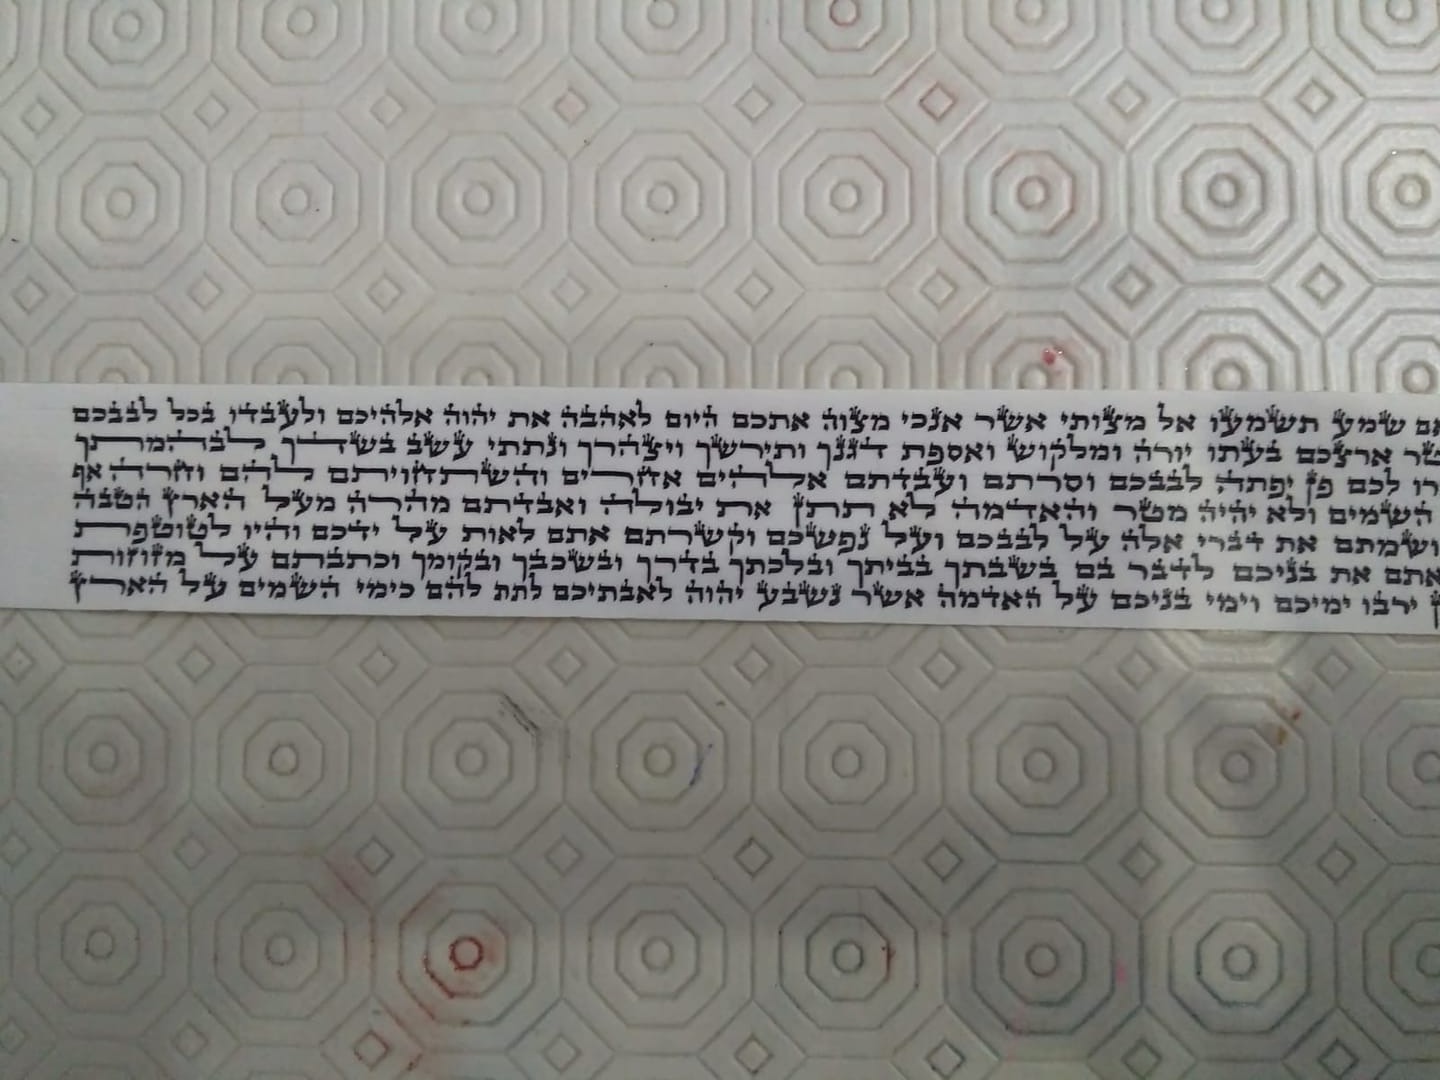 שמע תשמעו אל מצותי אשר אנכי מצוה אתכם היום לאהבה את יהוה אלהיכם ולעבדו בכל לבבכם
ארצכם בעתו יורה ומלקוש ואספת דגנך ותירשך ויצהרך ונתתי עשב בשדך לבהמתך
לכם פן יפתה לבבכם וסרתם ועבדתם אלהים אחרים והשתחויתם להם וחרה אף
השמים ולא יהיה מטר והאדמה לא תתן את יבולה ואבדתם מהרה מעל הארץ הטבה
ושמתם את דברי אלה על לבבכם ועל נפשכם וקשרתם אתם לאות על ידכם והיו לטוטפת
אתם את בניכם לדבר בם בשבתך בביתך ובלכתך בדרך ובשכבך ובקומך וכתבתם על מזוזות
ירבו ימיכם וימי בניכם על האדמה אשר נשבע יהוה לאבתיכם לתת להם כימי השמים על הארץ